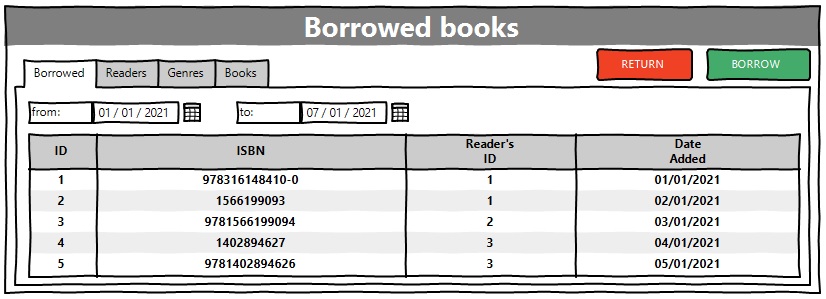 Borrowed books
RETURN BORROW
Borrowed Readers Genres Books
from: 01 / 01 / 2021 to: 07 / 01 / 2021
ID ISBN Reader's ID Date Added
1 978316148410-0 1 01/01/2021
2 1566199093 1 02/01/2021
3 9781566199094 2 03/01/2021
4 1402894627 3 04/01/2021
5 9781402894626 3 05/01/2021